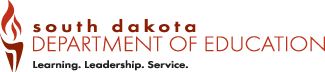 south dakota
DEPARTMENT OF EDUCATION
Learning. Leadership. Service.